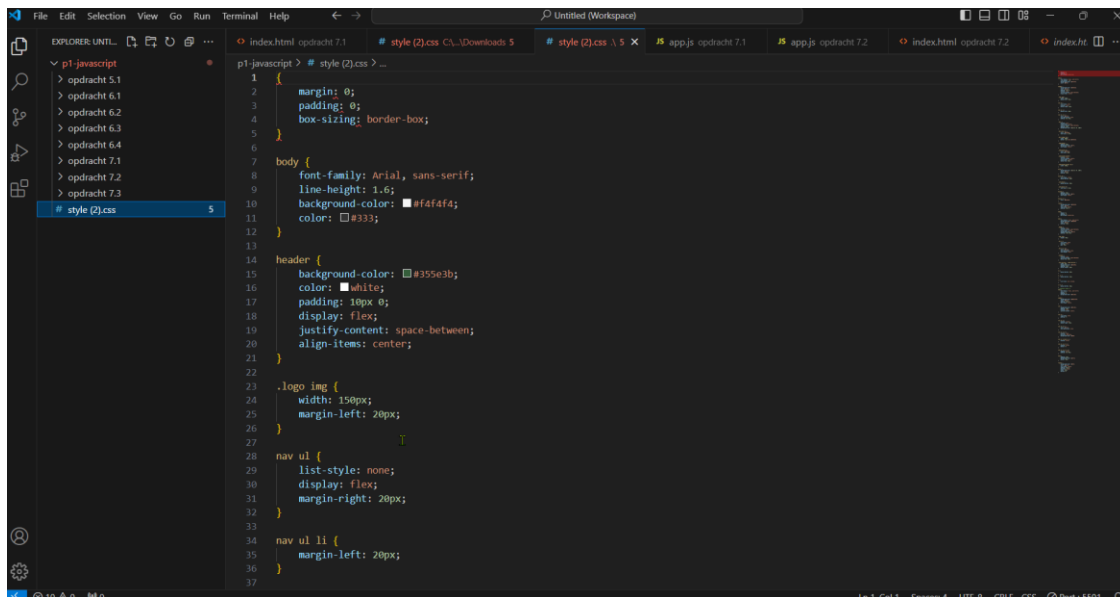 File Edit Selection View Go Run Terminal Help
Untitled (Workspace)
EXPLORER: UNTI...
index.html opdracht 7.1
# style (2).css C:\...\Downloads 5
# style (2).css .\ 5
JS app.js opdracht 7.1
JS app.js opdracht 7.2
index.html opdracht 7.2
index.ht
p1-javascript
opdracht 5.1
opdracht 6.1
opdracht 6.2
opdracht 6.3
opdracht 6.4
opdracht 7.1
opdracht 7.2
opdracht 7.3
# style (2).css 5
p1-javascript > # style (2).css > ...
1 {
2 margin: 0;
3 padding: 0;
4 box-sizing: border-box;
5 }
6
7 body {
8 font-family: Arial, sans-serif;
9 line-height: 1.6;
10 background-color: #f4f4f4;
11 color: #333;
12 }
13
14 header {
15 background-color: #355e3b;
16 color: white;
17 padding: 10px 0;
18 display: flex;
19 justify-content: space-between;
20 align-items: center;
21 }
22
23 .logo img {
24 width: 150px;
25 margin-left: 20px;
26 }
27
28 nav ul {
29 list-style: none;
30 display: flex;
31 margin-right: 20px;
32 }
33
34 nav ul li {
35 margin-left: 20px;
36 }
37